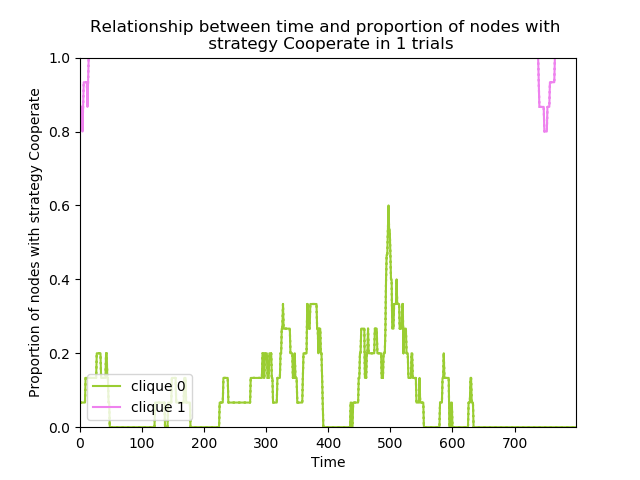 Relationship between time and proportion of nodes with
strategy Cooperate in 1 trials
Proportion of nodes with strategy Cooperate
1.0
0.8
0.6
0.4
0.2
0.0
clique 0
clique 1
0 100 200 300 400 500 600 700
Time